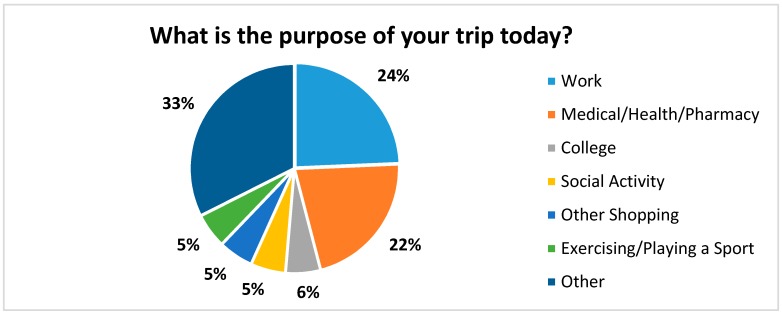 What is the purpose of your trip today?
24%
33%
22%
6%
5%
5%
5%
Work
Medical/Health/Pharmacy
College
Social Activity
Other Shopping
Exercising/Playing a Sport
Other